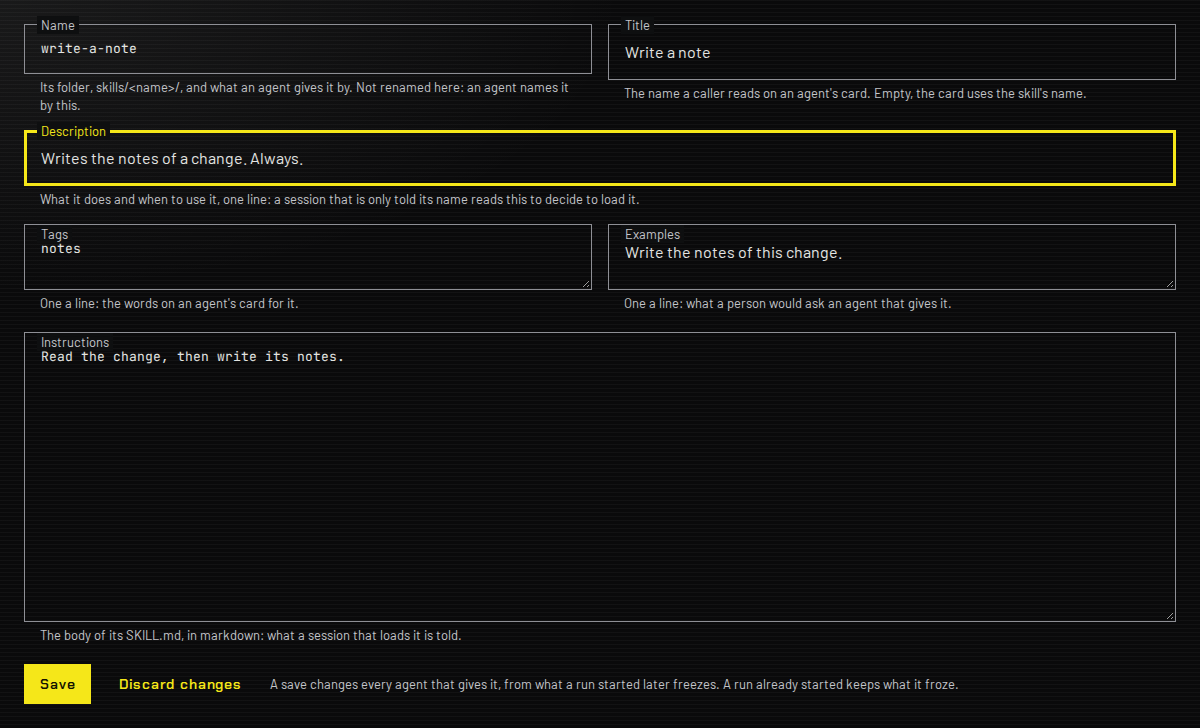 Name
write-a-note
Its folder, skills/<name>/, and what an agent gives it by. Not renamed here: an agent names it
by this.
Title
Write a note
The name a caller reads on an agent's card. Empty, the card uses the skill's name.
Description
Writes the notes of a change. Always.
What it does and when to use it, one line: a session that is only told its name reads this to decide to load it.
Tags
notes
One a line: the words on an agent's card for it.
Examples
Write the notes of this change.
One a line: what a person would ask an agent that gives it.
Instructions
Read the change, then write its notes.
The body of its SKILL.md, in markdown: what a session that loads it is told.
Save
Discard changes
A save changes every agent that gives it, from what a run started later freezes. A run already started keeps what it froze.